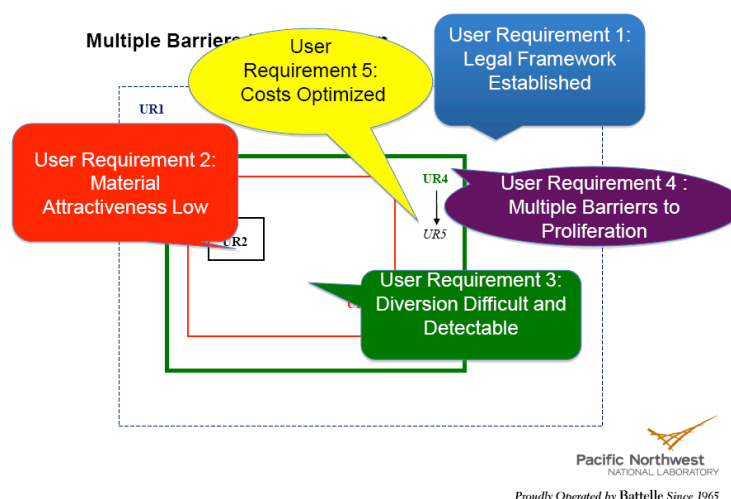 Multiple Barriers
User
Requirement 5:
Costs Optimized
User Requirement 1:
Legal Framework
Established
UR1
User Requirement 2:
Material
Attractiveness Low
UR4
User Requirement 4 :
Multiple Barrierrs to
Proliferation
UR5
UR2
User Requirement 3:
Diversion Difficult and
Detectable
Pacific Northwest
NATIONAL LABORATORY
Proudly Operated by Battelle Since 1965